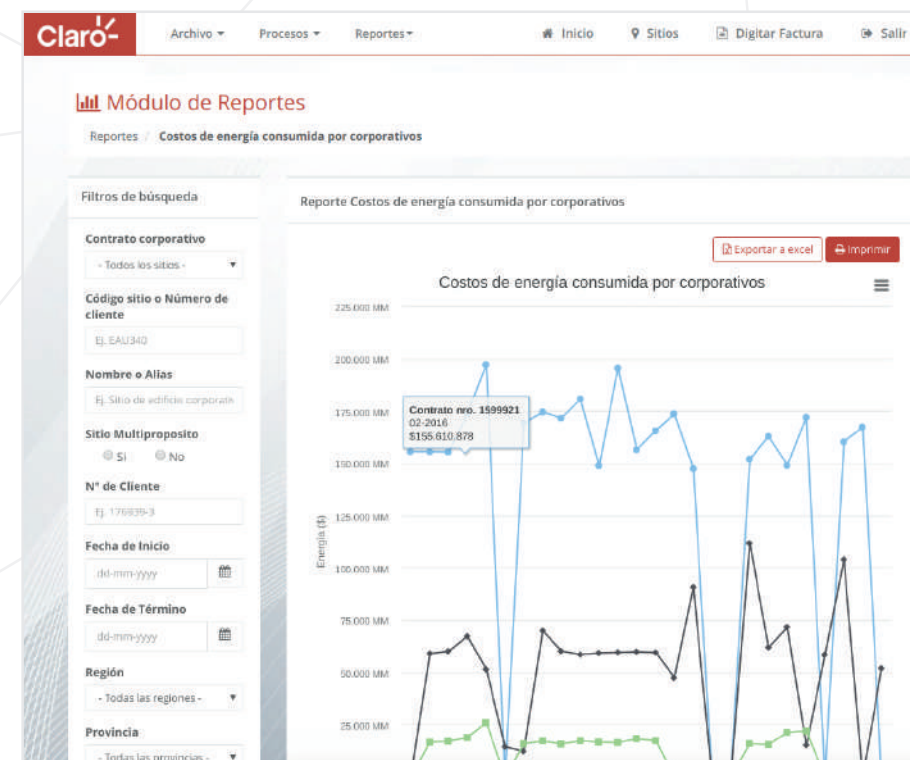 Claro
Archivo
Procesos
Reportes
Inicio
Sitios
Digitar Factura
Salir
Módulo de Reportes
Reportes / Costos de energía consumida por corporativos
Filtros de búsqueda
Contrato corporativo
- Todos los sitios -
Código sitio o Número de
cliente
Ej. EAU340
Nombre o Alias
Ej. Sitio de edificio corporativ
Sitio Multiproposito
Si
No
N° de Cliente
Ej. 176939-3
Fecha de Inicio
dd-mm-yyyy
Fecha de Término
dd-mm-yyyy
Región
- Todas las regiones -
Provincia
- Todas las provincias -
Reporte Costos de energía consumida por corporativos
Exportar a excel
Imprimir
Costos de energía consumida por corporativos
225.000 MM
200.000 MM
175.000 MM
150.000 MM
125.000 MM
100.000 MM
75.000 MM
50.000 MM
25.000 MM
Energía ($)
Contrato nro. 1599921
02-2016
$155.610.878